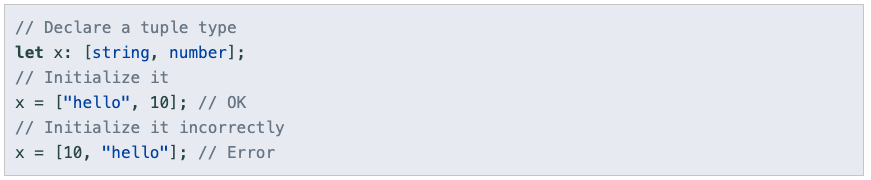 // Declare a tuple type
let x: [string, number];
// Initialize it
x = ["hello", 10]; // OK
// Initialize it incorrectly
x = [10, "hello"]; // Error